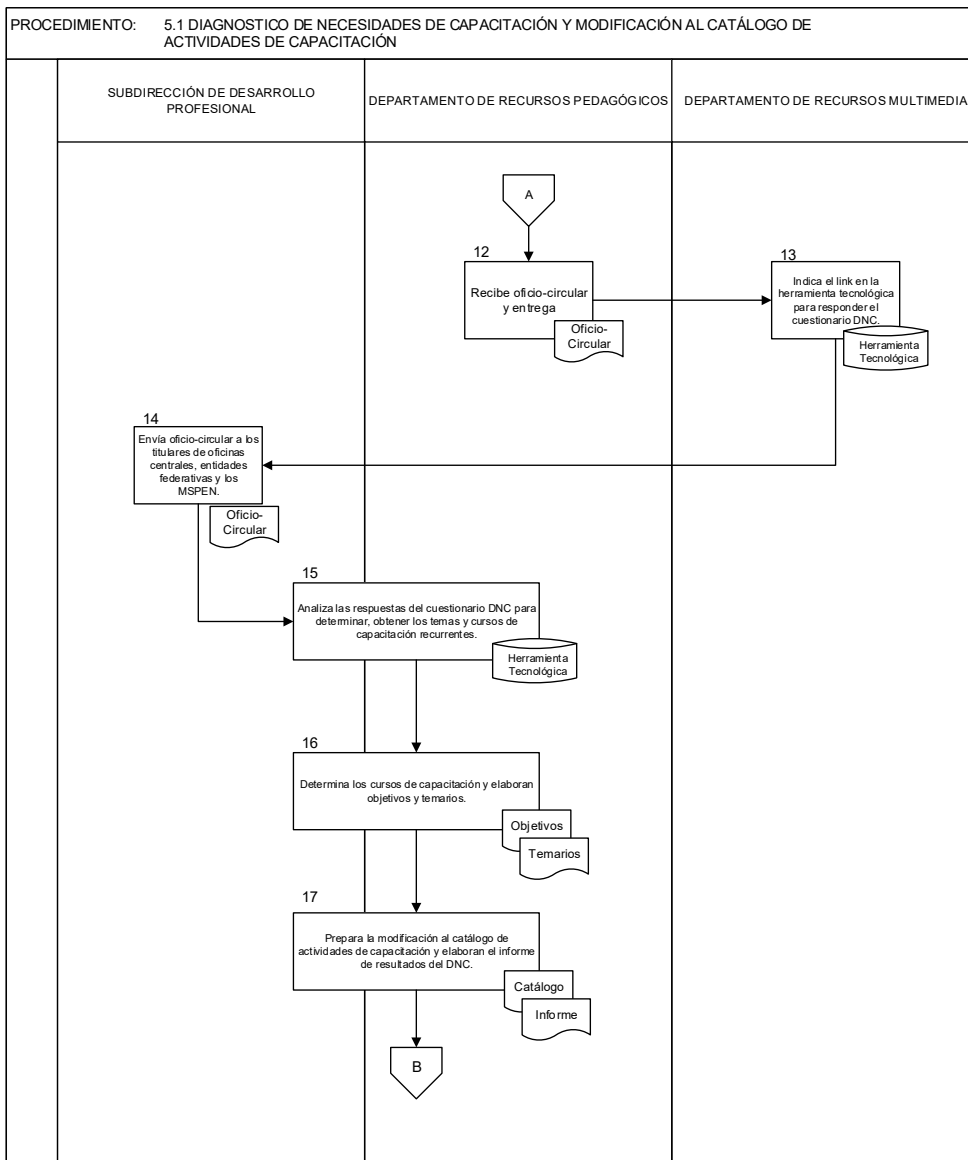 PROCEDIMIENTO: 5.1 DIAGNOSTICO DE NECESIDADES DE CAPACITACIÓN Y MODIFICACIÓN AL CATÁLOGO DE
ACTIVIDADES DE CAPACITACIÓN
SUBDIRECCIÓN DE DESARROLLO
PROFESIONAL
DEPARTAMENTO DE RECURSOS PEDAGÓGICOS
DEPARTAMENTO DE RECURSOS MULTIMEDIA
A
12
Recibe oficio-circular
y entrega
Oficio-
Circular
13
Indica el link en la
herramienta tecnológica
para responder el
cuestionario DNC.
Herramienta
Tecnológica
14
Envía oficio-circular a los
titulares de oficinas
centrales, entidades
federativas y los
MSPEN.
Oficio-
Circular
15
Analiza las respuestas del cuestionario DNC para
determinar, obtener los temas y cursos de
capacitación recurrentes.
Herramienta
Tecnológica
16
Determina los cursos de capacitación y elaboran
objetivos y temarios.
Objetivos
Temarios
17
Prepara la modificación al catálogo de
actividades de capacitación y elaboran el informe
de resultados del DNC.
Catálogo
Informe
B